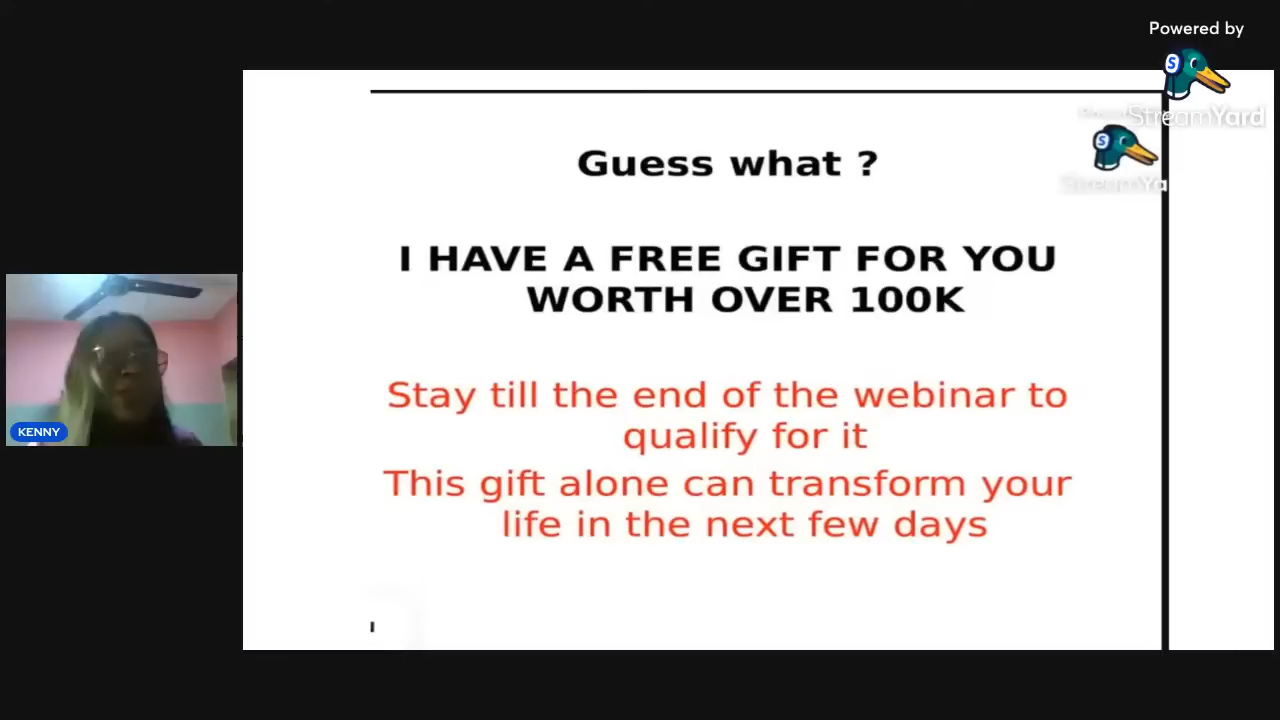 Powered by
StreamYard
StreamYa
Guess what ?
I HAVE A FREE GIFT FOR YOU
WORTH OVER 100K
Stay till the end of the webinar to
qualify for it
This gift alone can transform your
life in the next few days
KENNY